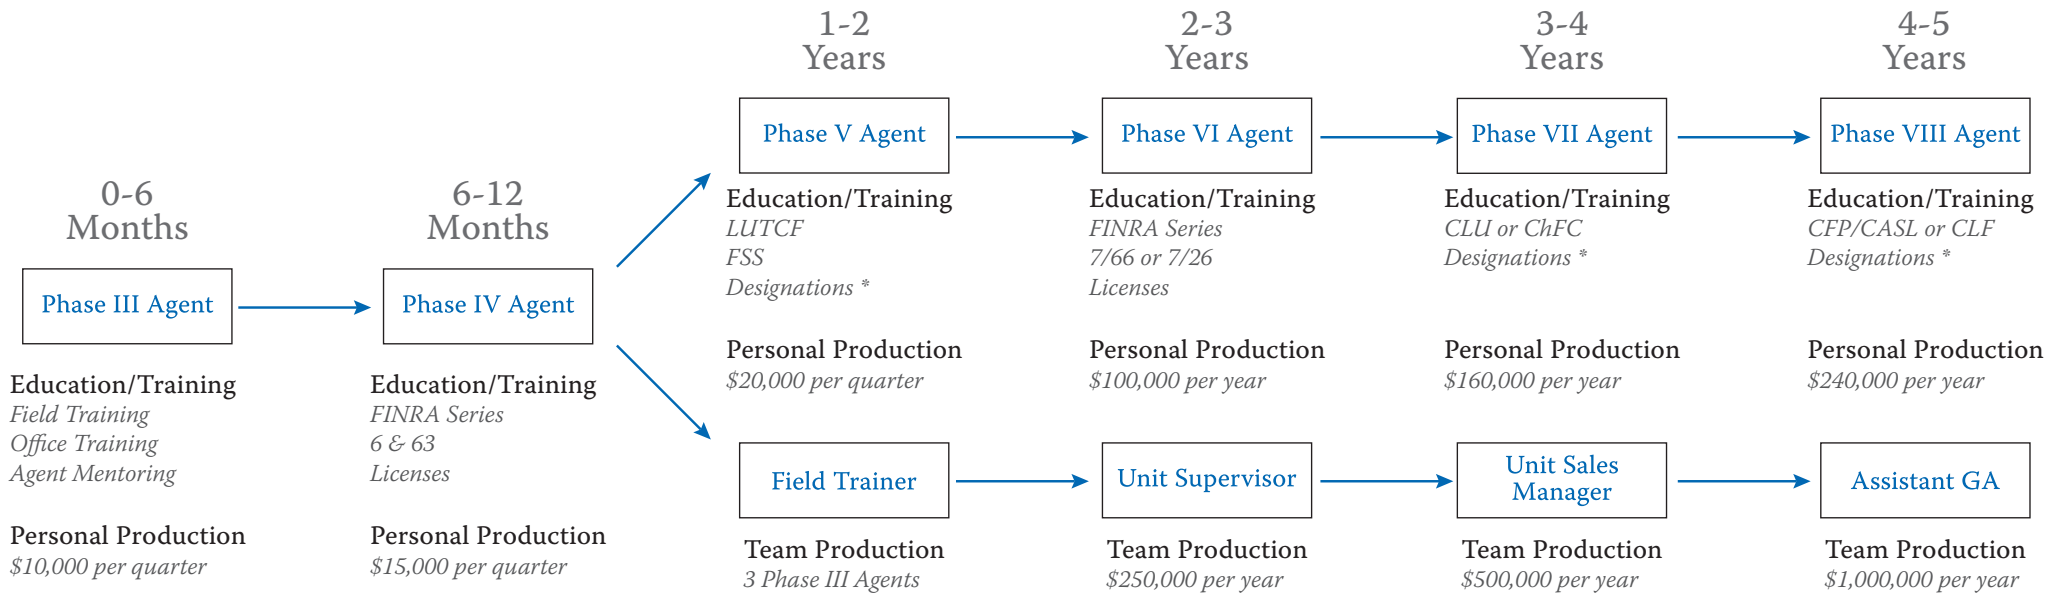 0-6
Months
Phase III Agent
Education/Training
Field Training
Office Training
Agent Mentoring
Personal Production
$10,000 per quarter
6-12
Months
Phase IV Agent
Education/Training
FINRA Series
6 & 63
Licenses
Personal Production
$15,000 per quarter
1-2
Years
Phase V Agent
Education/Training
LUTCF
FSS
Designations *
Personal Production
$20,000 per quarter
2-3
Years
Phase VI Agent
Education/Training
FINRA Series
7/66 or 7/26
Licenses
Personal Production
$100,000 per year
3-4
Years
Phase VII Agent
Education/Training
CLU or ChFC
Designations *
Personal Production
$160,000 per year
4-5
Years
Phase VIII Agent
Education/Training
CFP/CASL or CLF
Designations *
Personal Production
$240,000 per year
Field Trainer
Team Production
3 Phase III Agents
Unit Supervisor
Team Production
$250,000 per year
Unit Sales
Manager
Team Production
$500,000 per year
Assistant GA
Team Production
$1,000,000 per year